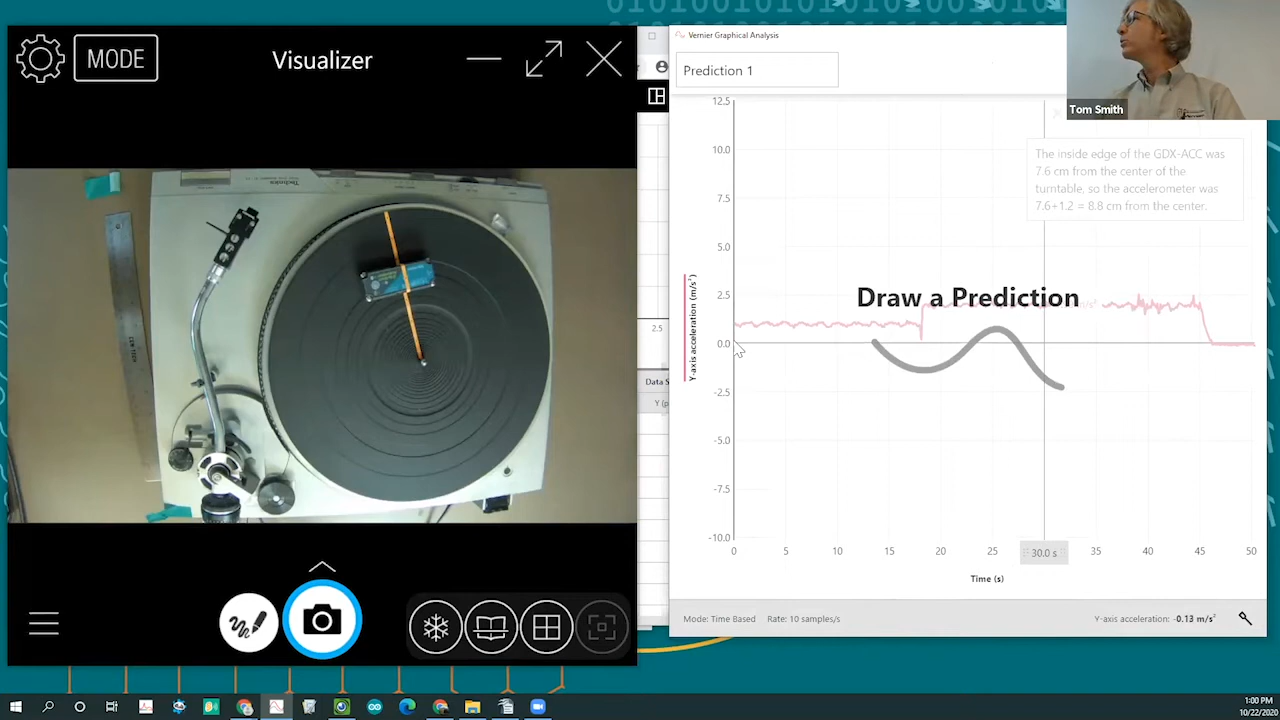 MODE
Visualizer
Vernier Graphical Analysis
Prediction 1
Tom Smith
The inside edge of the GDX-ACC was
7.6 cm from the center of the
turntable, so the accelerometer was
7.6+1.2 = 8.8 cm from the center.
Draw a Prediction
Y-axis acceleration (m/s²)
12.5
10.0
7.5
5.0
2.5
0.0
-2.5
-5.0
-7.5
-10.0
0 5 10 15 20 25 30.0 s 35 40 45 50
Time (s)
Mode: Time Based Rate: 10 samples/s Y-axis acceleration: -0.13 m/s²
2.5
Data S
Y (p
Technics
1:00 PM
10/22/2020